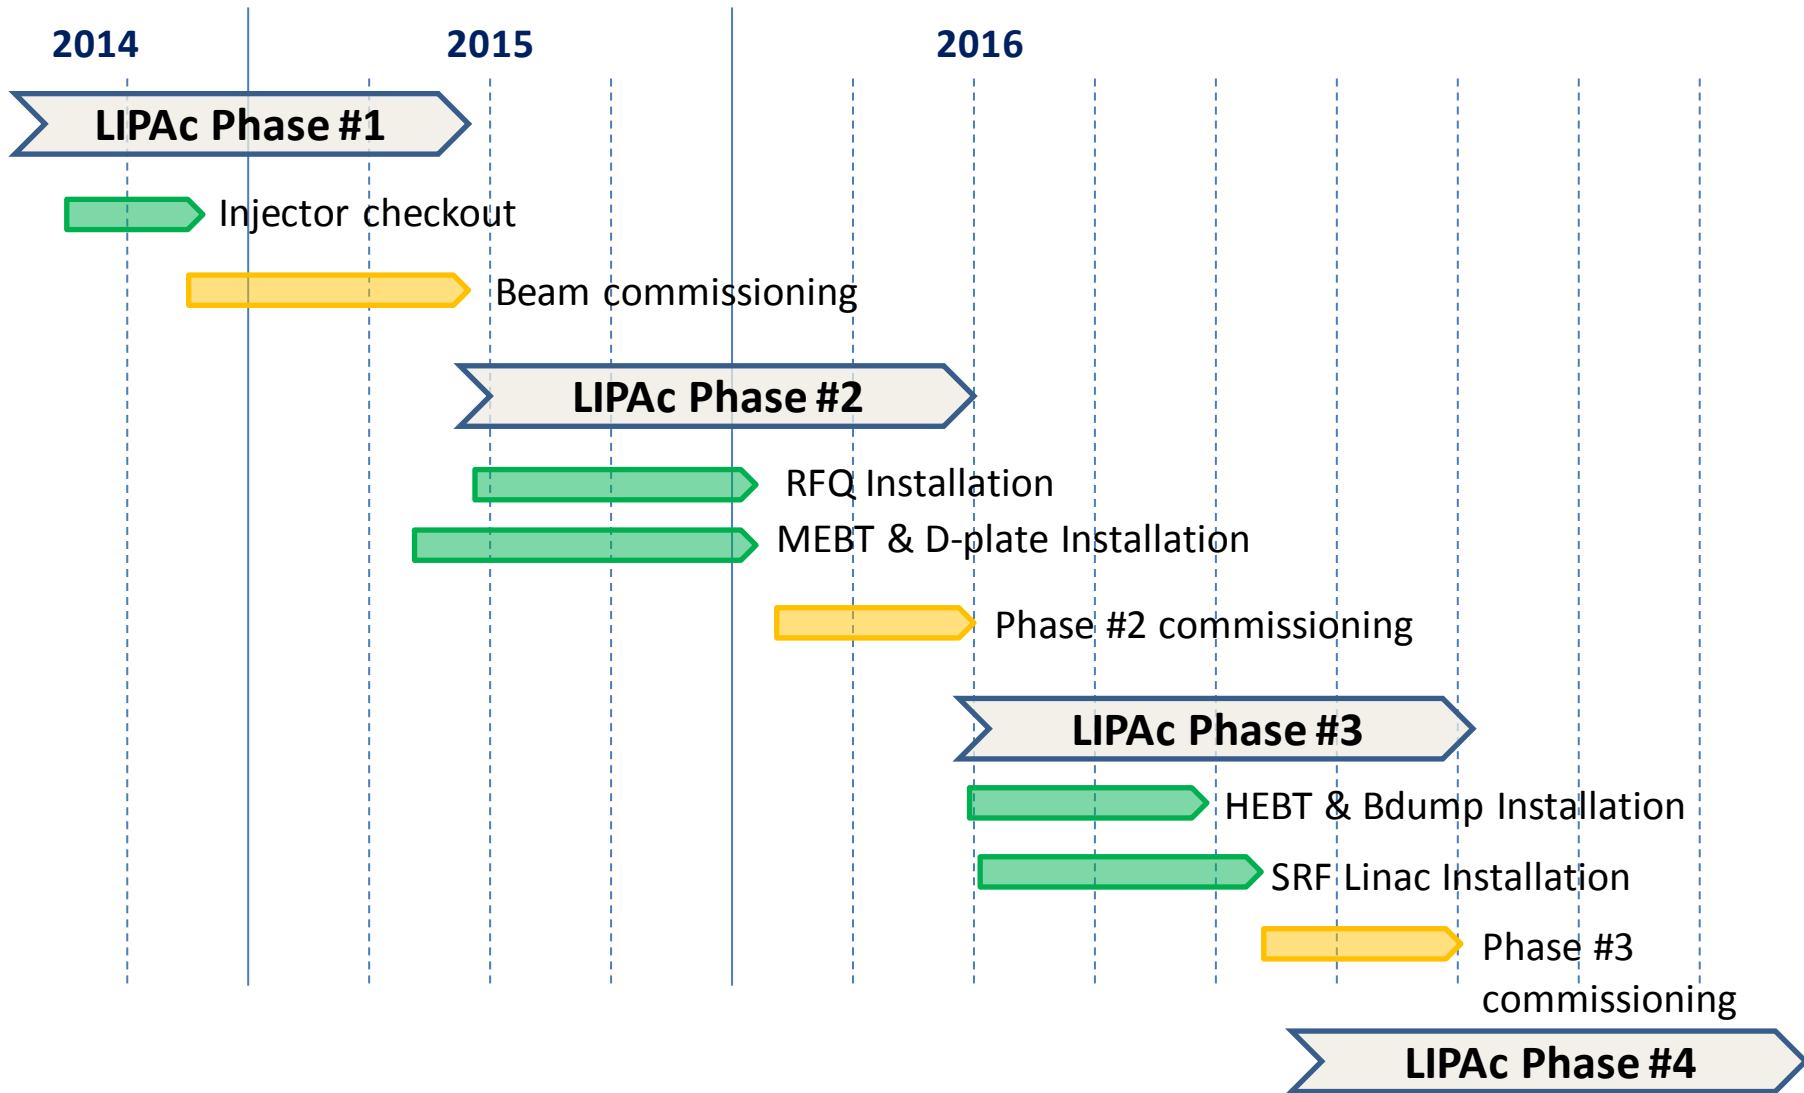 2014
2015
2016
LIPAc Phase #1
Injector checkout
Beam commissioning
LIPAc Phase #2
RFQ Installation
MEBT & D-plate Installation
Phase #2 commissioning
LIPAc Phase #3
HEBT & Bdump Installation
SRF Linac Installation
Phase #3
commissioning
LIPAc Phase #4